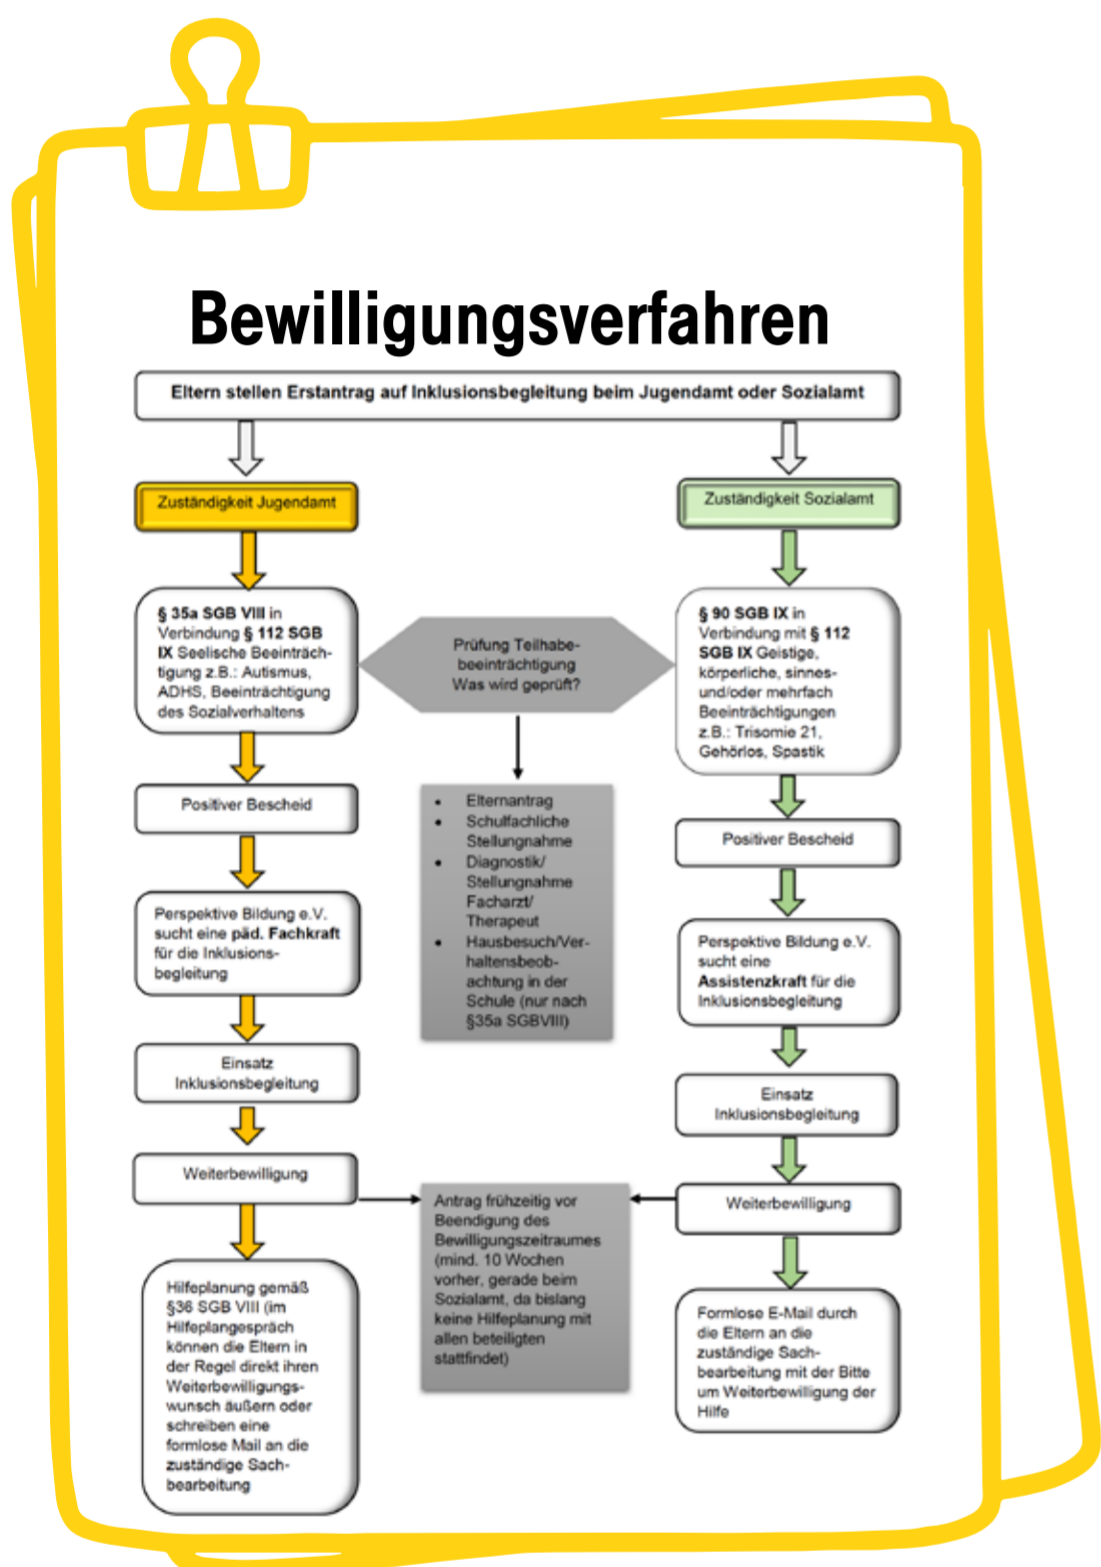 Bewilligungsverfahren
Eltern stellen Erstantrag auf Inklusionsbegleitung beim Jugendamt oder Sozialamt
Zuständigkeit Jugendamt
§ 35a SGB VIII in
Verbindung § 112 SGB
IX Seelische Beeinträch-
tigung z.B.: Autismus,
ADHS, Beeinträchtigung
des Sozialverhaltens
Positiver Bescheid
Perspektive Bildung e.V.
sucht eine päd. Fachkraft
für die Inklusions-
begleitung
Einsatz
Inklusionsbegleitung
Weiterbewilligung
Hilfeplanung gemäß
§36 SGB VIII (im
Hilfeplangespräch
können die Eltern in
der Regel direkt ihren
Weiterbewilligungs-
wunsch äußern oder
schreiben eine
formlose Mail an die
zuständige Sach-
bearbeitung
Prüfung Teilhabe-
beeinträchtigung
Was wird geprüft?
• Elternantrag
• Schulfachliche
Stellungnahme
• Diagnostik/
Stellungnahme
Facharzt/
Therapeut
• Hausbesuch/Ver-
haltensbeob-
achtung in der
Schule (nur nach
§35a SGBVIII)
Antrag frühzeitig vor
Beendigung des
Bewilligungszeitraumes
(mind. 10 Wochen
vorher, gerade beim
Sozialamt, da bislang
keine Hilfeplanung mit
allen beteiligten
stattfindet)
Zuständigkeit Sozialamt
§ 90 SGB IX in
Verbindung mit § 112
SGB IX Geistige,
körperliche, sinnes-
und/oder mehrfach
Beeinträchtigungen
z.B.: Trisomie 21,
Gehörlos, Spastik
Positiver Bescheid
Perspektive Bildung e.V.
sucht eine
Assistenzkraft für die
Inklusionsbegleitung
Einsatz
Inklusionsbegleitung
Weiterbewilligung
Formlose E-Mail durch
die Eltern an die
zuständige Sach-
bearbeitung mit der Bitte
um Weiterbewilligung der
Hilfe